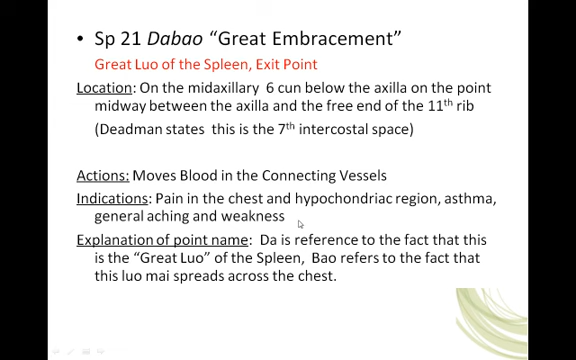 • Sp 21 Dabao “Great Embracement”
Great Luo of the Spleen, Exit Point
Location: On the midaxillary 6 cun below the axilla on the point
midway between the axilla and the free end of the 11th rib
(Deadman states this is the 7th intercostal space)
Actions: Moves Blood in the Connecting Vessels
Indications: Pain in the chest and hypochondriac region, asthma,
general aching and weakness
Explanation of point name: Da is reference to the fact that this
is the “Great Luo” of the Spleen, Bao refers to the fact that
this luo mai spreads across the chest.